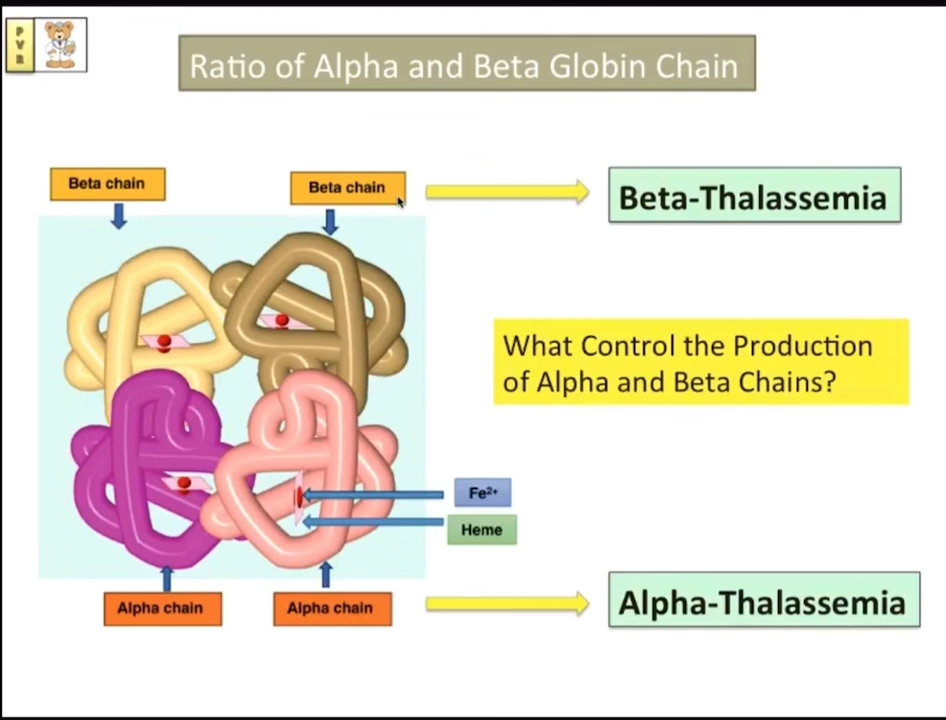 P
V
R
Ratio of Alpha and Beta Globin Chain
Beta chain
Beta chain
Beta-Thalassemia
What Control the Production
of Alpha and Beta Chains?
Fe²⁺
Heme
Alpha chain
Alpha chain
Alpha-Thalassemia